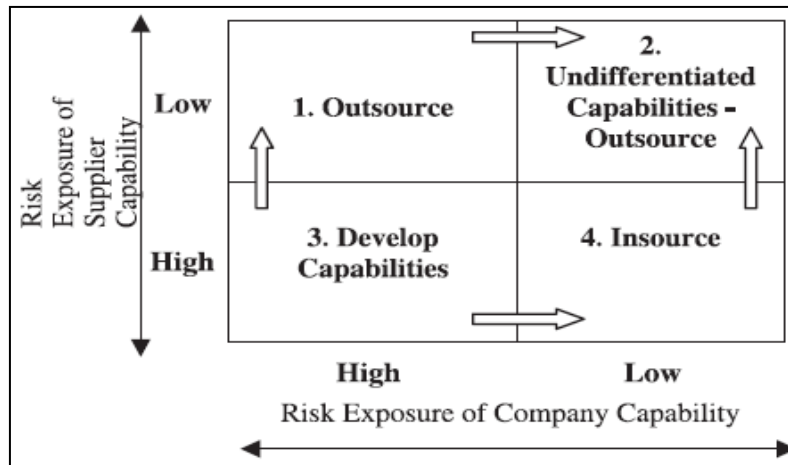 Risk
Exposure of
Supplier
Capability
Low
High
1. Outsource
2.
Undifferentiated
Capabilities -
Outsource
3. Develop
Capabilities
4. Insource
High
Low
Risk Exposure of Company Capability